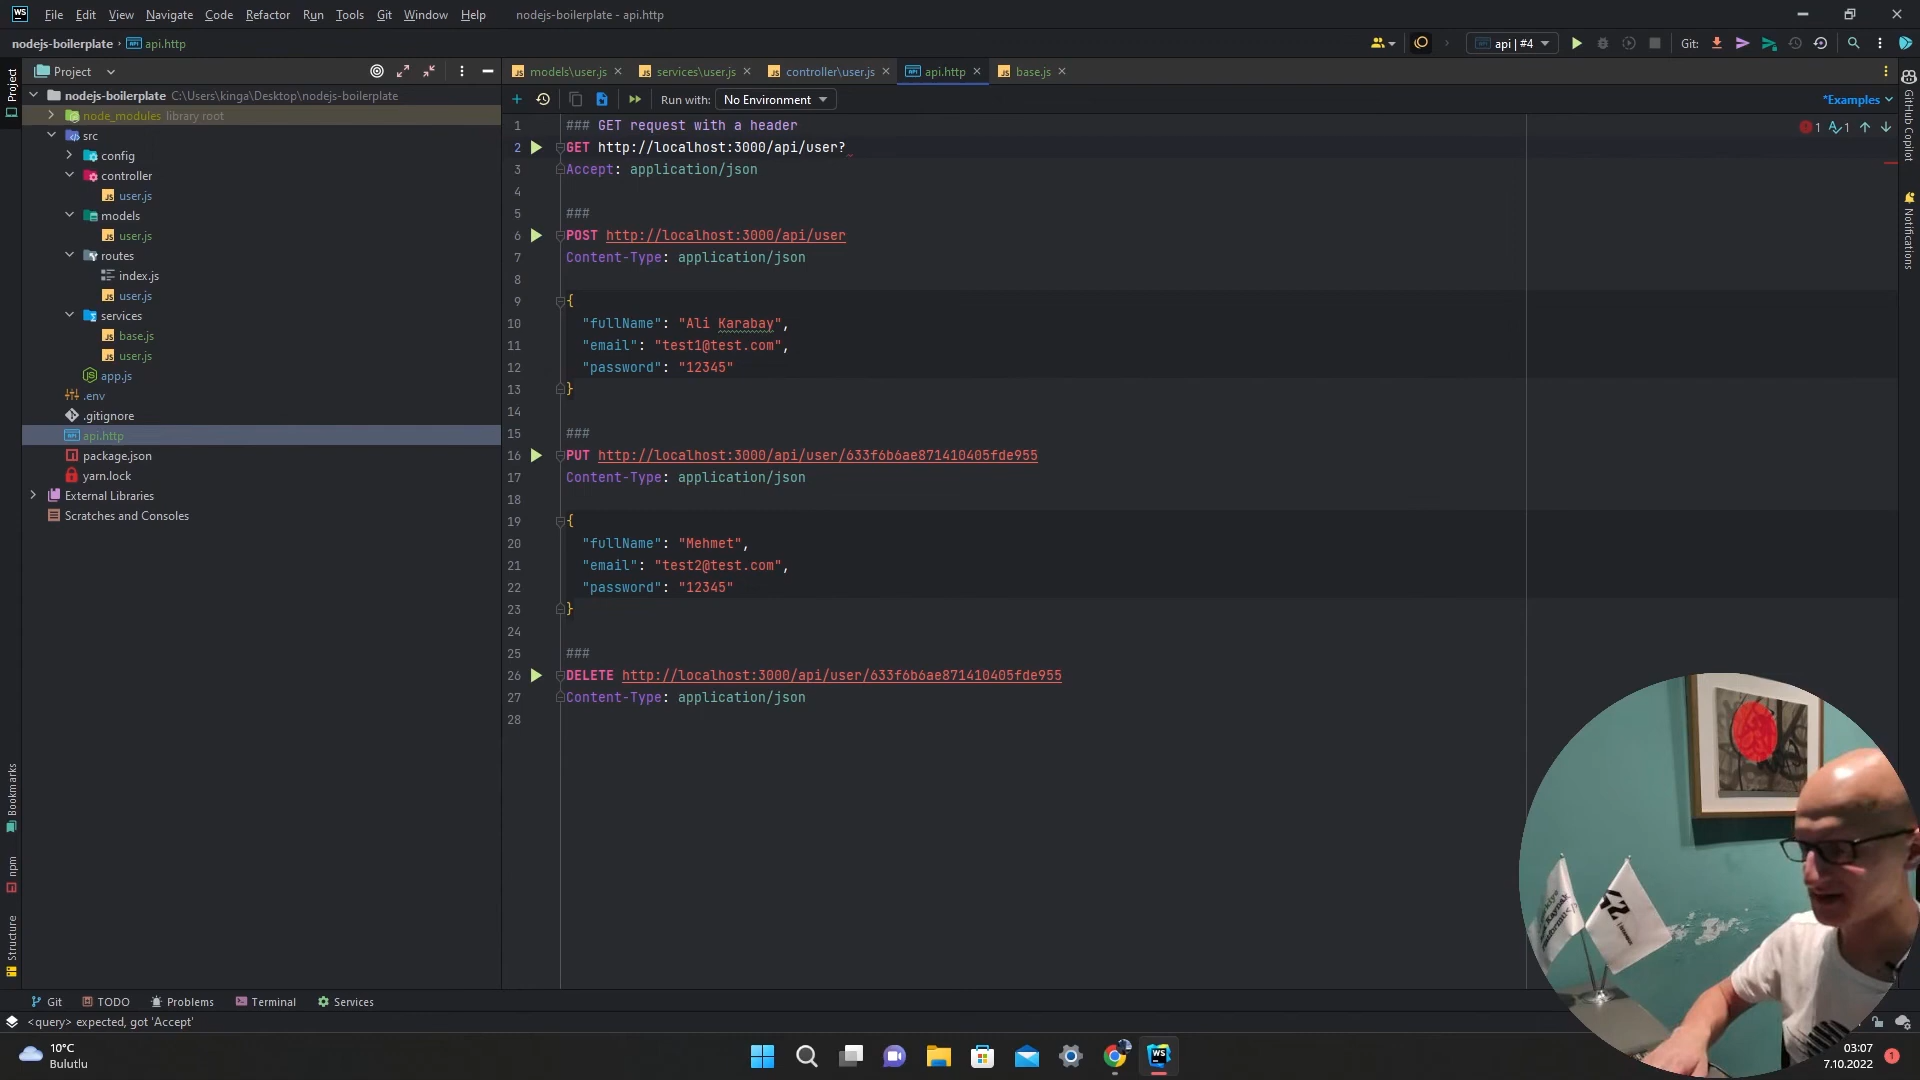 WS File Edit View Navigate Code Refactor Run Tools Git Window Help nodejs-boilerplate - api.http
nodejs-boilerplate › api.http
api | #4 Git:
Project
models\user.js services\user.js controller\user.js api.http base.js
Run with: No Environment
*Examples
nodejs-boilerplate C:\Users\kinga\Desktop\nodejs-boilerplate
node_modules library root
src
config
controller
user.js
models
user.js
routes
index.js
user.js
services
base.js
user.js
app.js
.env
.gitignore
api.http
package.json
yarn.lock
External Libraries
Scratches and Consoles
1 ### GET request with a header
2 GET http://localhost:3000/api/user?
3 Accept: application/json
4
5 ###
6 POST http://localhost:3000/api/user
7 Content-Type: application/json
8
9 {
10 "fullName": "Ali Karabay",
11 "email": "test1@test.com",
12 "password": "12345"
13 }
14
15 ###
16 PUT http://localhost:3000/api/user/633f6b6ae871410405fde955
17 Content-Type: application/json
18
19 {
20 "fullName": "Mehmet",
21 "email": "test2@test.com",
22 "password": "12345"
23 }
24
25 ###
26 DELETE http://localhost:3000/api/user/633f6b6ae871410405fde955
27 Content-Type: application/json
28
1 1
Project
Bookmarks
npm
Structure
GitHub Copilot
Notifications
42
Git TODO Problems Terminal Services
<query> expected, got 'Accept'
10°C
Bulutlu
WS
03:07
7.10.2022
1